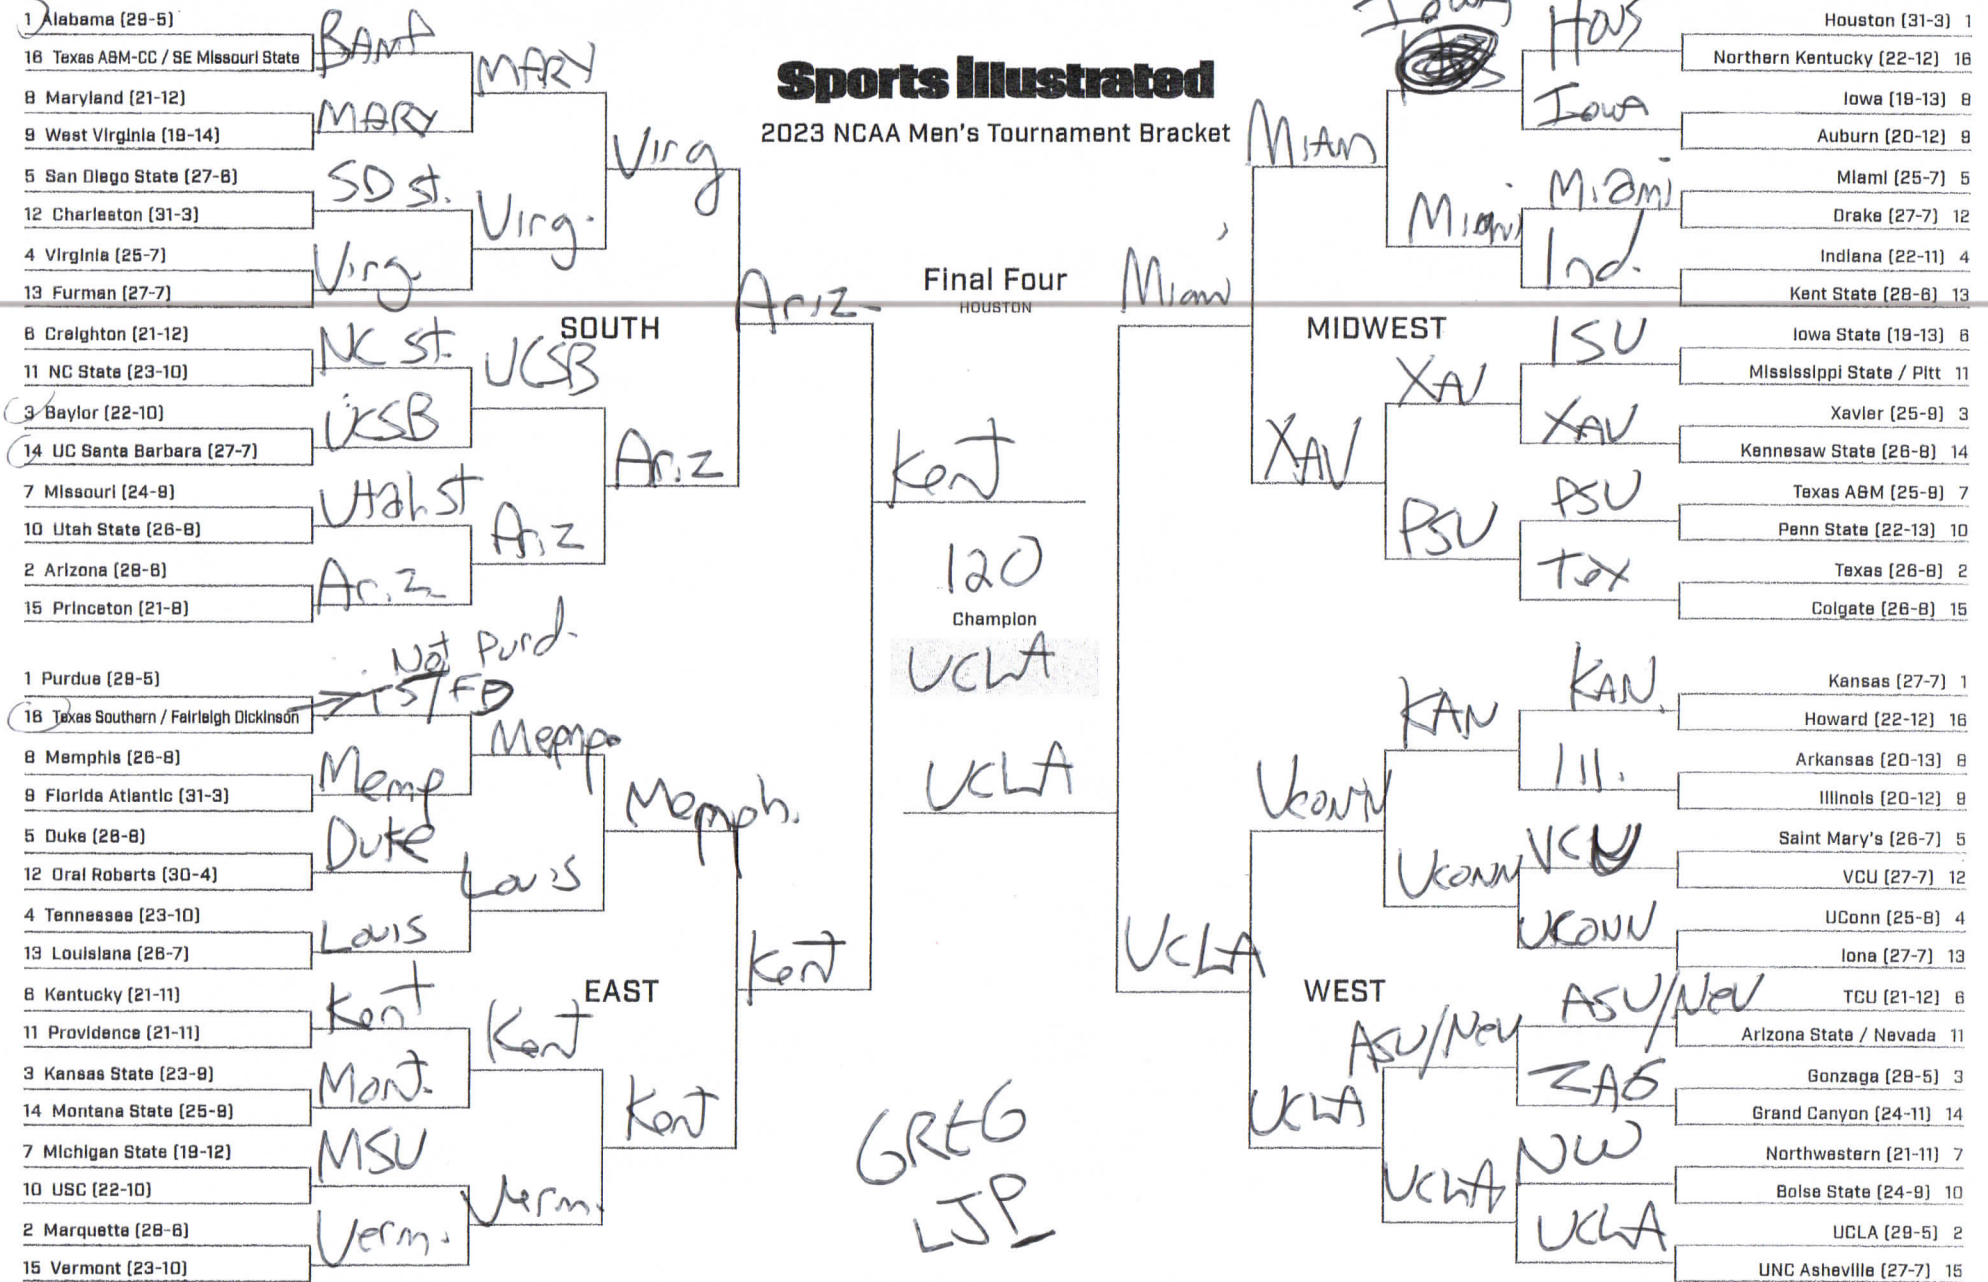 Sports Illustrated
2023 NCAA Men's Tournament Bracket
1 Alabama (29-5)
16 Texas A&M-CC / SE Missouri State
8 Maryland (21-12)
9 West Virginia (19-14)
5 San Diego State (27-6)
12 Charleston (31-3)
4 Virginia (25-7)
13 Furman (27-7)
6 Creighton (21-12)
11 NC State (23-10)
3 Baylor (22-10)
14 UC Santa Barbara (27-7)
7 Missouri (24-9)
10 Utah State (26-8)
2 Arizona (28-6)
15 Princeton (21-8)
BAMA
MARY
SD St.
Virg.
NC St.
UCSB
Utah St
Ariz
MARY
Virg.
UCSB
Ariz
Virg
Ariz
Ariz
SOUTH
1 Purdue (29-5)
16 Texas Southern / Fairleigh Dickinson
8 Memphis (26-8)
9 Florida Atlantic (31-3)
5 Duke (26-8)
12 Oral Roberts (30-4)
4 Tennessee (23-10)
13 Louisiana (26-7)
6 Kentucky (21-11)
11 Providence (21-11)
3 Kansas State (23-9)
14 Montana State (25-9)
7 Michigan State (19-12)
10 USC (22-10)
2 Marquette (28-6)
15 Vermont (23-10)
Not Purd.
TS/FD
Memp
Duke
Louis
Kent
Mont.
MSU
Verm.
Memp
Louis
Kent
Verm.
Memph.
Kent
Kent
EAST
Final Four
HOUSTON
Kent
120
Champion
UCLA
UCLA
GREG
LJP
Houston (31-3) 1
Northern Kentucky (22-12) 16
Iowa (19-13) 8
Auburn (20-12) 9
Miami (25-7) 5
Drake (27-7) 12
Indiana (22-11) 4
Kent State (28-6) 13
Iowa State (19-13) 6
Mississippi State / Pitt 11
Xavier (25-9) 3
Kennesaw State (26-8) 14
Texas A&M (25-9) 7
Penn State (22-13) 10
Texas (26-8) 2
Colgate (26-8) 15
HOUS
Iowa
Miami
Ind.
ISU
XAV
PSU
Tex
Iowa
Miami
XAV
PSU
MIAM
XAV
Miami
MIDWEST
Kansas (27-7) 1
Howard (22-12) 16
Arkansas (20-13) 8
Illinois (20-12) 9
Saint Mary's (26-7) 5
VCU (27-7) 12
UConn (25-8) 4
Iona (27-7) 13
TCU (21-12) 6
Arizona State / Nevada 11
Gonzaga (28-5) 3
Grand Canyon (24-11) 14
Northwestern (21-11) 7
Boise State (24-9) 10
UCLA (29-5) 2
UNC Asheville (27-7) 15
KAN.
Ill.
VCU
UCONN
ASU/Nev
ZAG
NW
UCLA
KAN
UCONN
ASU/Nev
UCLA
UCONN
UCLA
UCLA
WEST